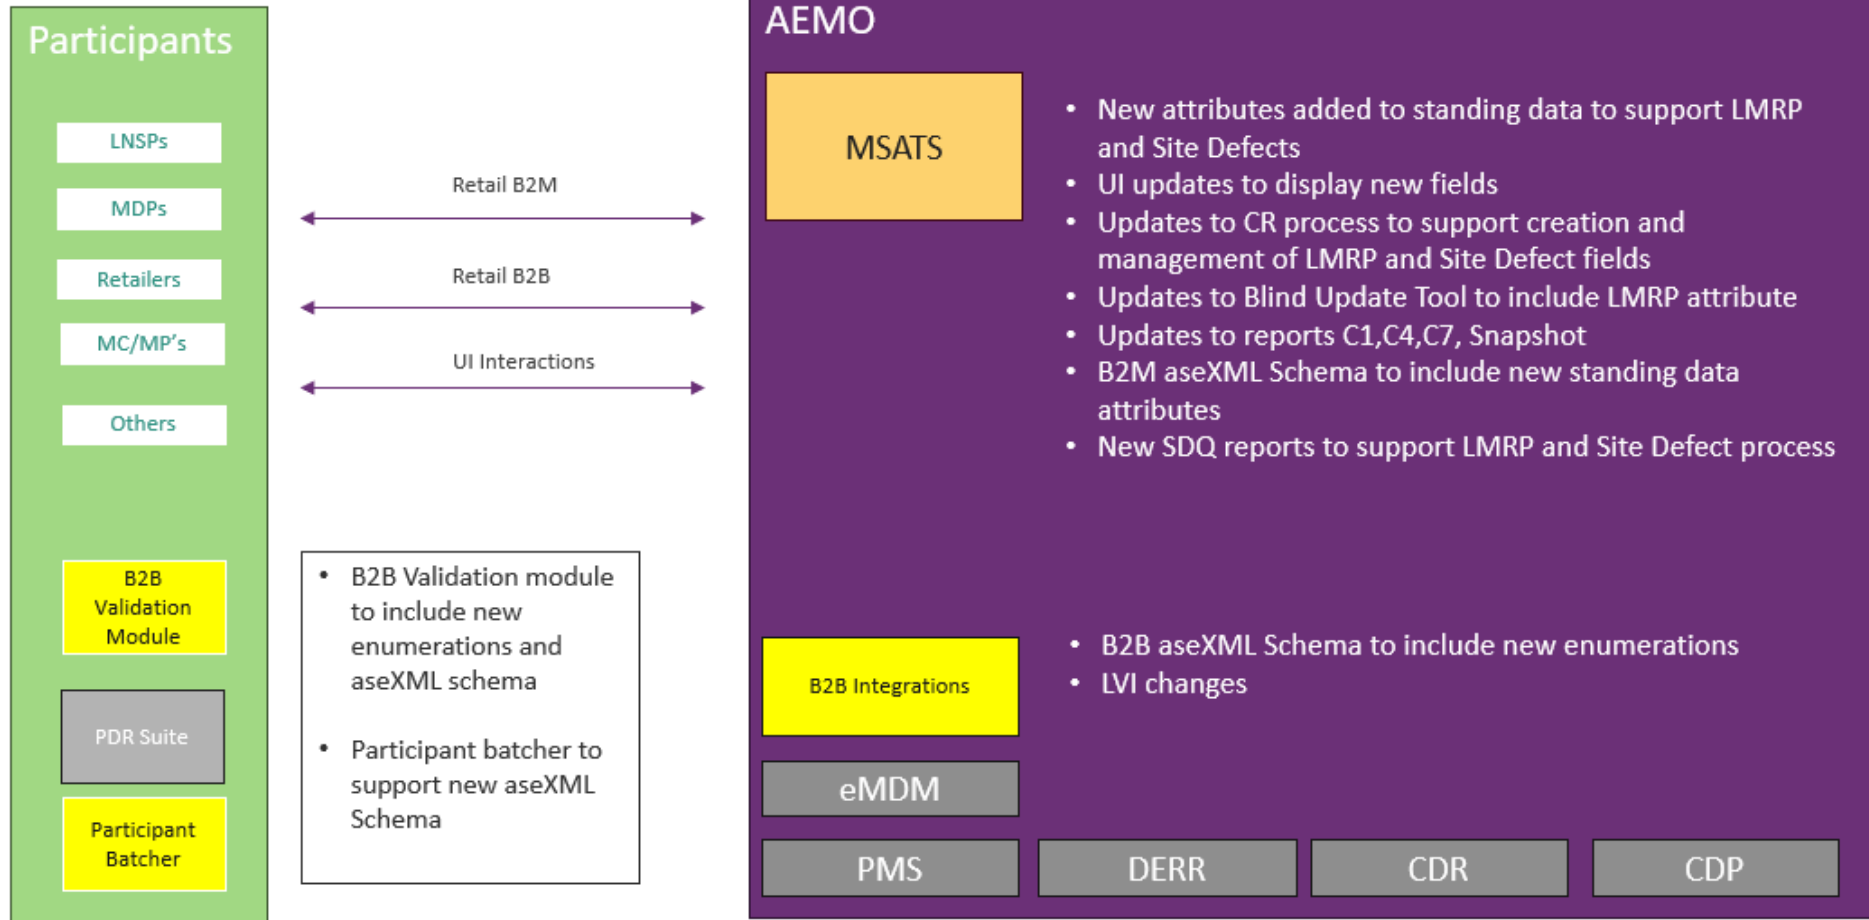 Participants
LNSPs
MDPs
Retailers
MC/MP's
Others
B2B
Validation
Module
PDR Suite
Participant
Batcher
Retail B2M
Retail B2B
UI Interactions
• B2B Validation module
to include new
enumerations and
aseXML schema
• Participant batcher to
support new aseXML
Schema
AEMO
MSATS
• New attributes added to standing data to support LMRP
and Site Defects
• UI updates to display new fields
• Updates to CR process to support creation and
management of LMRP and Site Defect fields
• Updates to Blind Update Tool to include LMRP attribute
• Updates to reports C1,C4,C7, Snapshot
• B2M aseXML Schema to include new standing data
attributes
• New SDQ reports to support LMRP and Site Defect process
B2B Integrations
• B2B aseXML Schema to include new enumerations
• LVI changes
eMDM
PMS
DERR
CDR
CDP